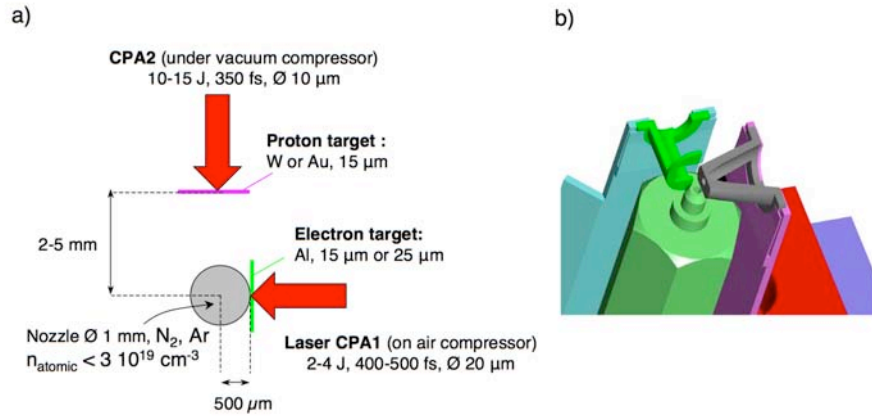 a)
b)
CPA2 (under vacuum compressor)
10-15 J, 350 fs, Ø 10 µm
Proton target :
W or Au, 15 µm
2-5 mm
Electron target:
Al, 15 µm or 25 µm
Nozzle Ø 1 mm, N₂, Ar
n_atomic < 3 10¹⁹ cm⁻³
Laser CPA1 (on air compressor)
2-4 J, 400-500 fs, Ø 20 µm
500 µm